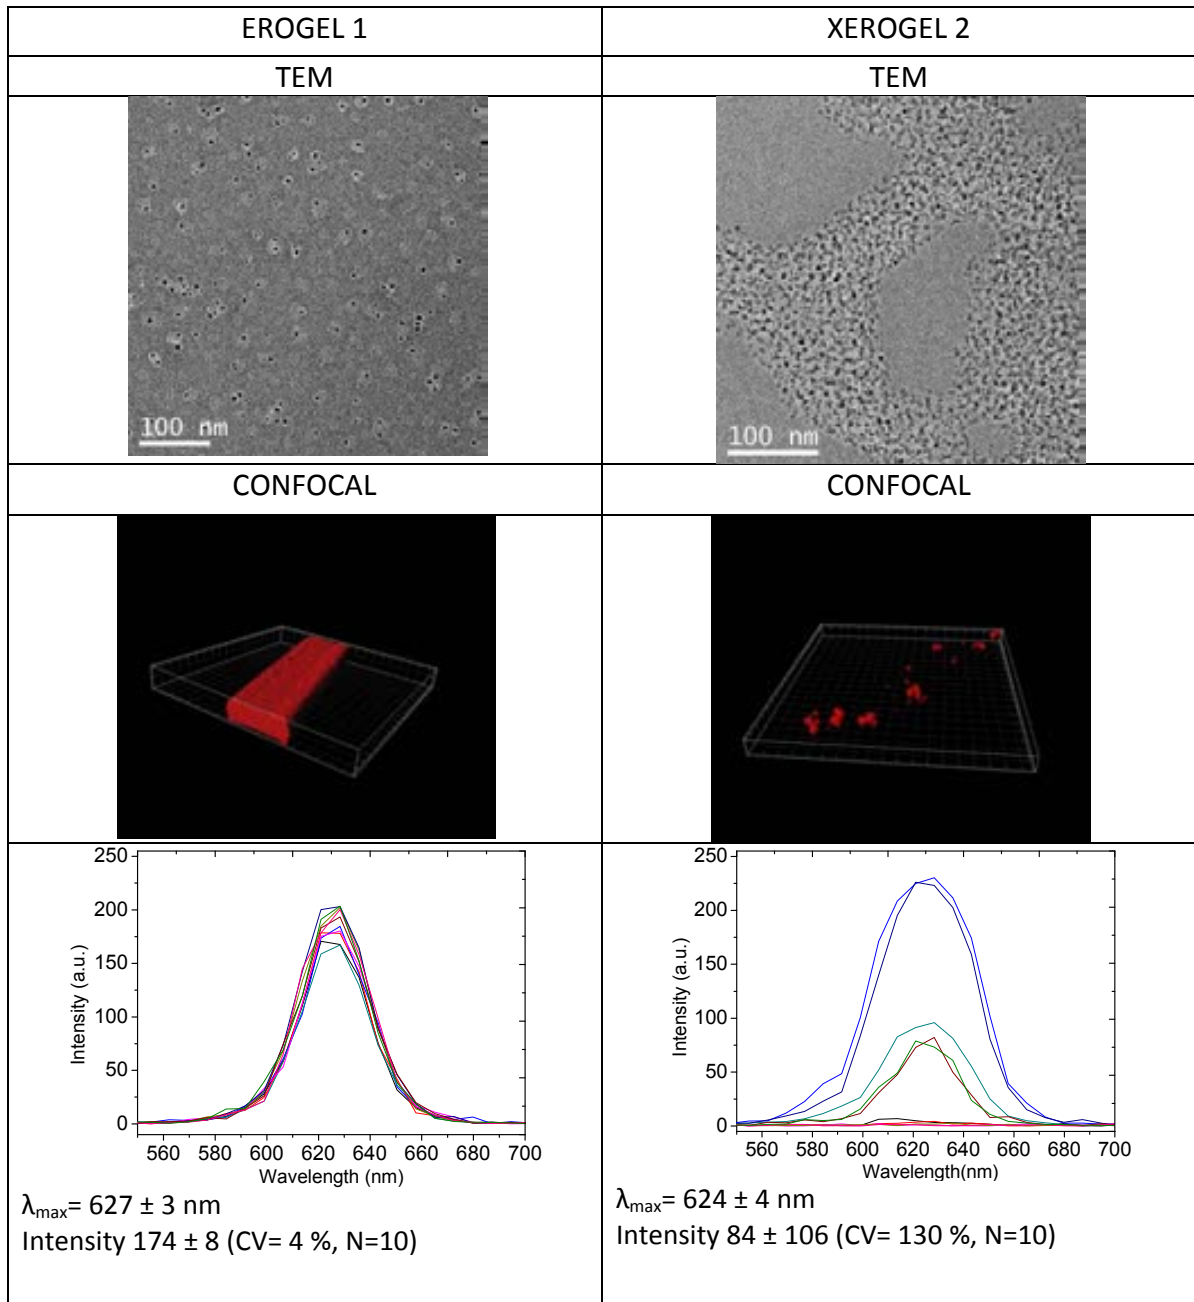 EROGEL 1
XEROGEL 2
TEM
TEM
100 nm
100 nm
CONFOCAL
CONFOCAL
250
200
150
100
50
0
Intensity (a.u.)
560 580 600 620 640 660 680 700
Wavelength (nm)
250
200
150
100
50
0
Intensity (a.u.)
560 580 600 620 640 660 680 700
Wavelength(nm)
λmax= 627 ± 3 nm
Intensity 174 ± 8 (CV= 4 %, N=10)
λmax= 624 ± 4 nm
Intensity 84 ± 106 (CV= 130 %, N=10)